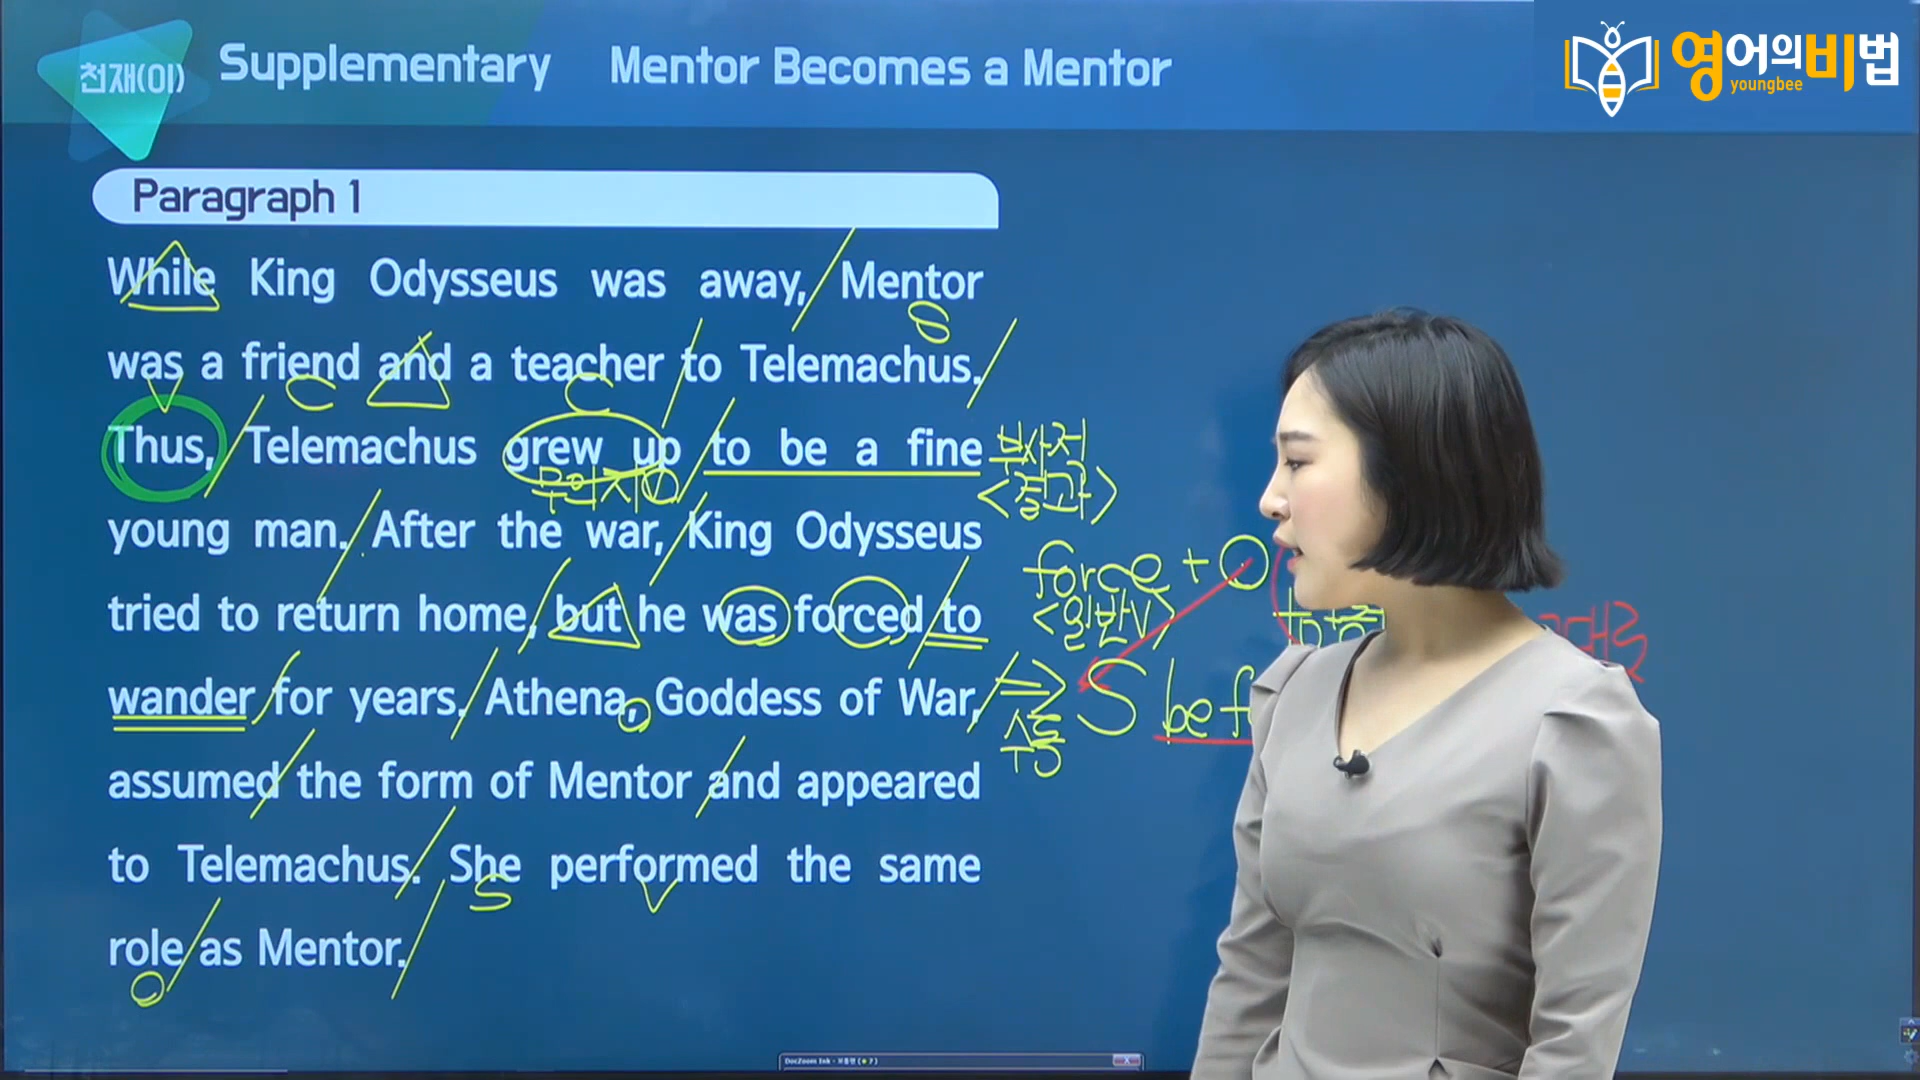 천재(이) Supplementary Mentor Becomes a Mentor
영어의비법
youngbee
Paragraph 1
While King Odysseus was away, Mentor
S
was a friend and a teacher to Telemachus.
V C C
Thus, Telemachus grew up to be a fine
부사적
무의지V
<결과>
young man. After the war, King Odysseus
force + O
tried to return home, but he was forced to
<일반V>
wander for years. Athena, Goddess of War,
⇒ S be
수동
assumed the form of Mentor and appeared
to Telemachus. She performed the same
S V
role as Mentor.
O